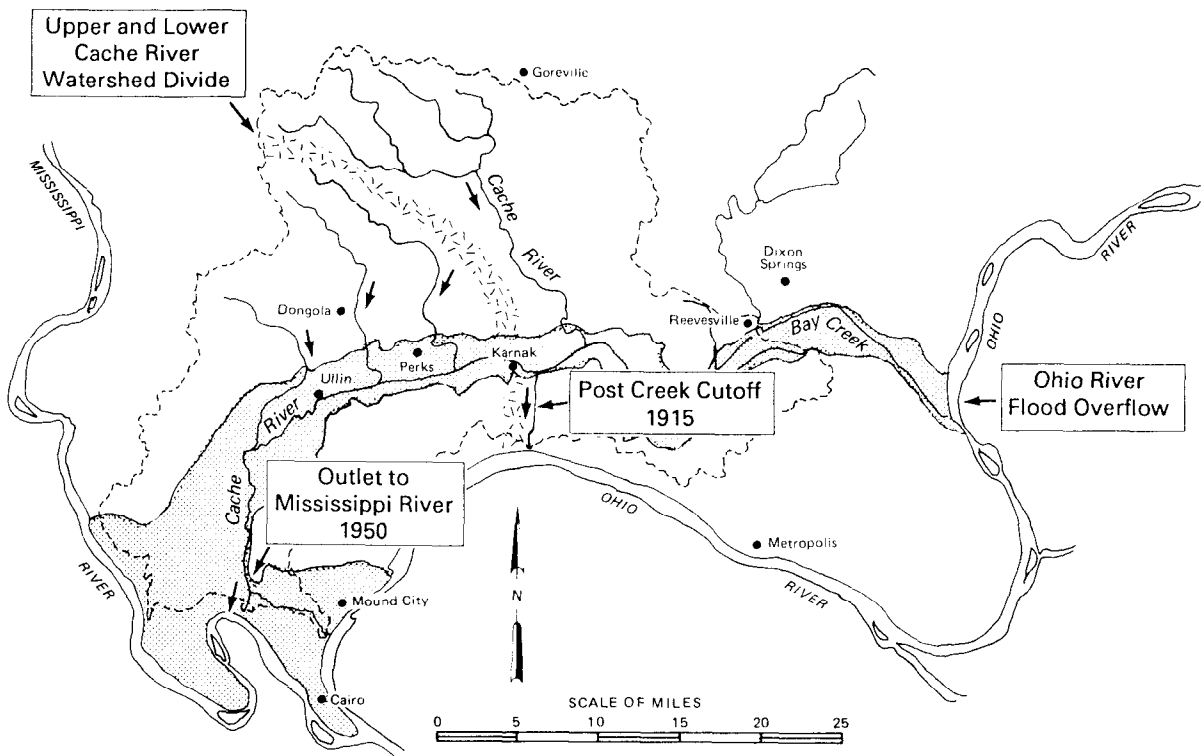 Upper and Lower
Cache River
Watershed Divide
Goreville
MISSISSIPPI
Cache
River
RIVER
OHIO
Dixon
Springs
Dongola
Reevesville
Bay Creek
Perks
Karnak
Ullin
River
Post Creek Cutoff
1915
Ohio River
Flood Overflow
Cache
Outlet to
Mississippi River
1950
OHIO
RIVER
Metropolis
RIVER
N
Mound City
Cairo
SCALE OF MILES
0 5 10 15 20 25